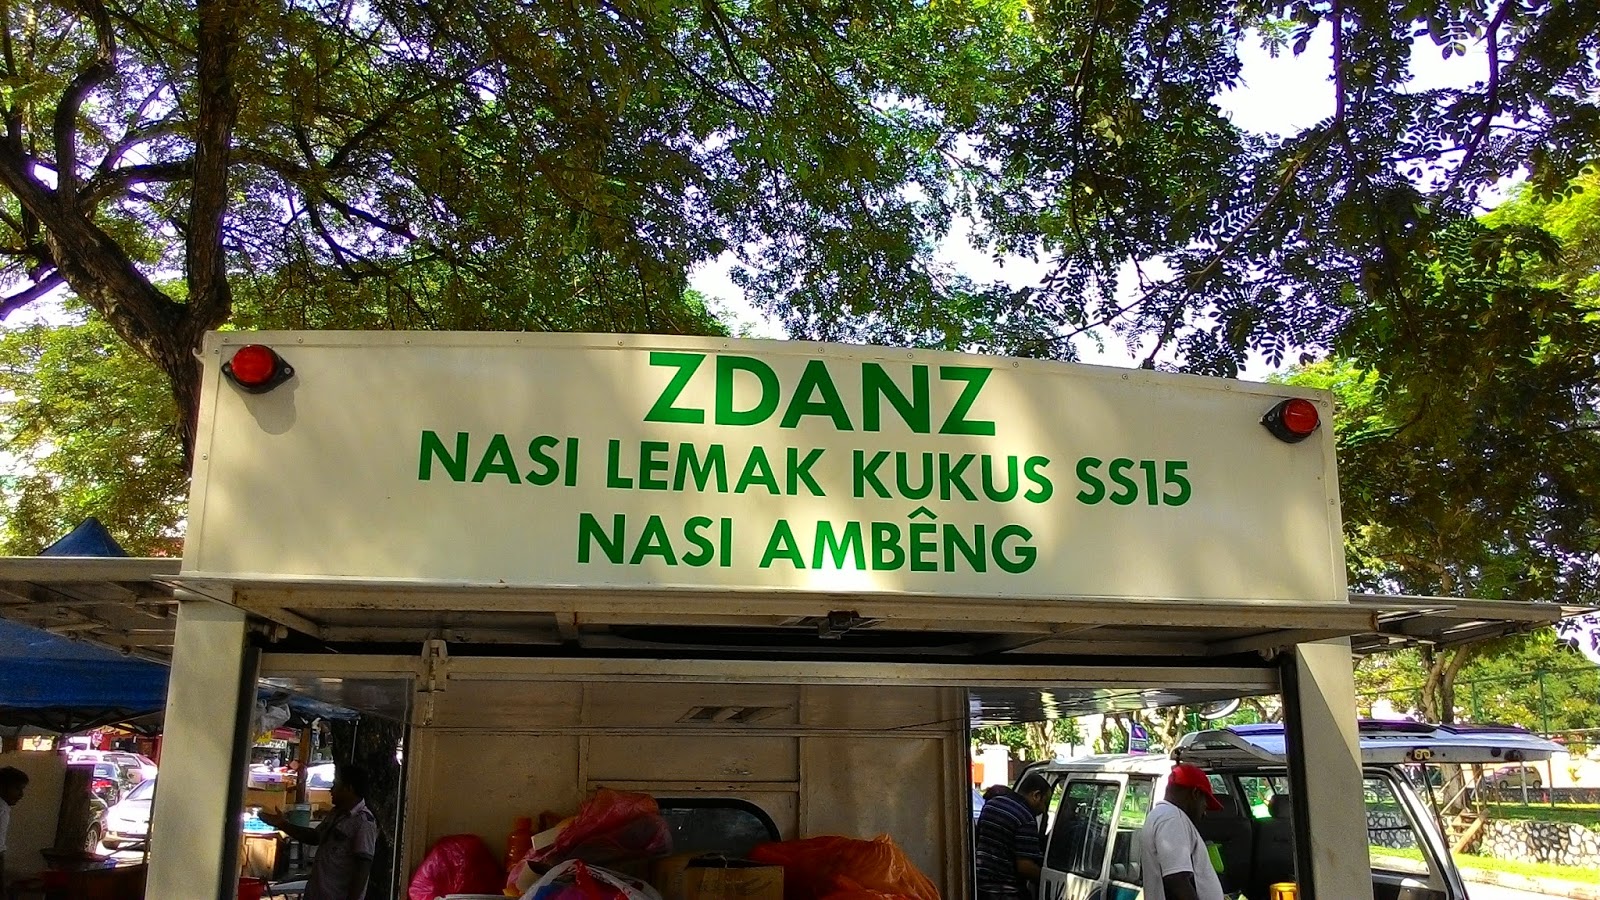 ZDANZ
NASI LEMAK KUKUS SS15
NASI AMBÊNG